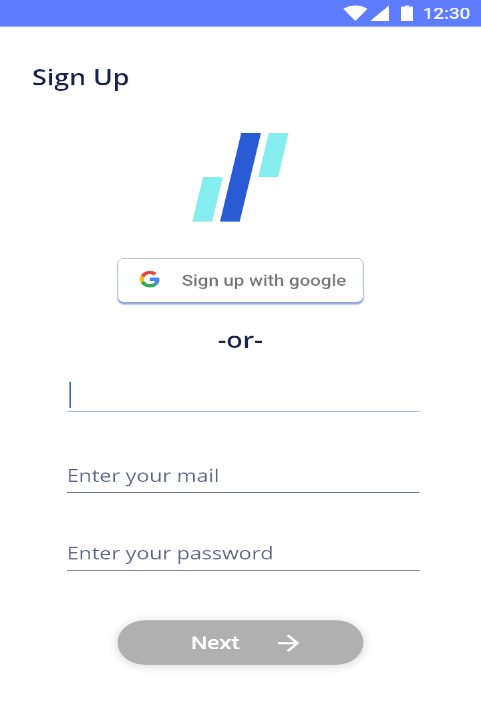 12:30
Sign Up
Sign up with google
-or-
Enter your mail
Enter your password
Next